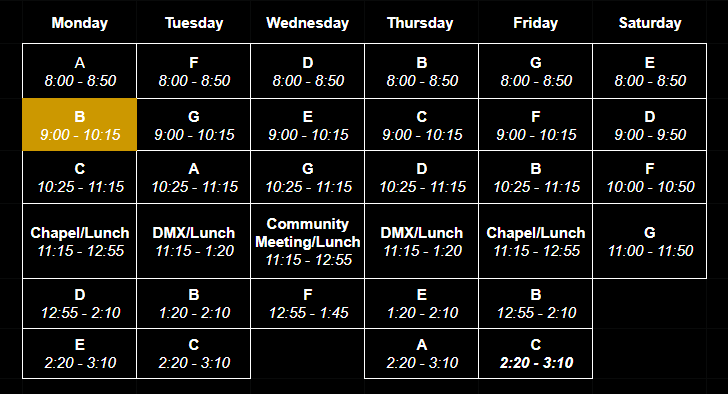 Monday Tuesday Wednesday Thursday Friday Saturday
A F D B G E
8:00 - 8:50 8:00 - 8:50 8:00 - 8:50 8:00 - 8:50 8:00 - 8:50 8:00 - 8:50
B G E C F D
9:00 - 10:15 9:00 - 10:15 9:00 - 10:15 9:00 - 10:15 9:00 - 10:15 9:00 - 9:50
C A G D B F
10:25 - 11:15 10:25 - 11:15 10:25 - 11:15 10:25 - 11:15 10:25 - 11:15 10:00 - 10:50
Chapel/Lunch DMX/Lunch Community Meeting/Lunch DMX/Lunch Chapel/Lunch G
11:15 - 12:55 11:15 - 1:20 11:15 - 12:55 11:15 - 1:20 11:15 - 12:55 11:00 - 11:50
D B F E B
12:55 - 2:10 1:20 - 2:10 12:55 - 1:45 1:20 - 2:10 12:55 - 2:10
E C A C
2:20 - 3:10 2:20 - 3:10 2:20 - 3:10 2:20 - 3:10